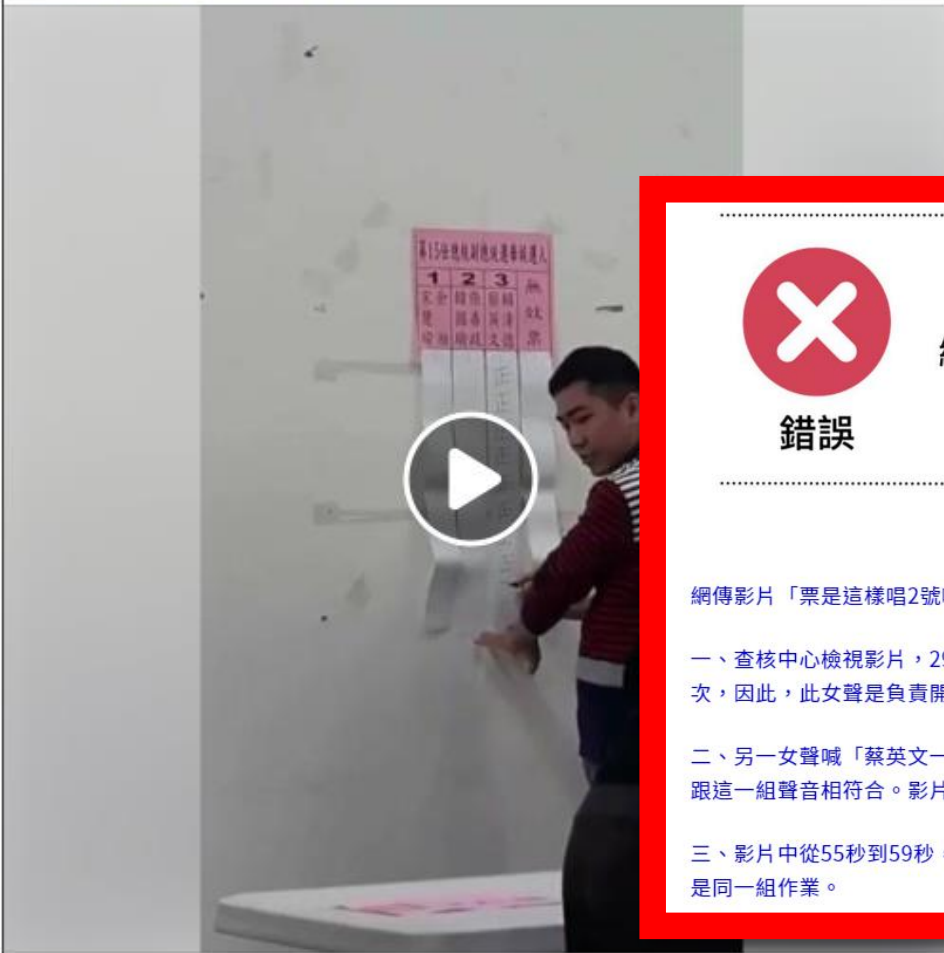 第15任總統副總統選舉候選人
1 2 3 無效票
宋楚瑜 余湘
韓國瑜 張善政
蔡英文 賴清德
錯誤
網傳影片「票是這樣唱2號
一、查核中心檢視影片，29
次，因此，此女聲是負責開
二、另一女聲喊「蔡英文一
跟這一組聲音相符合。影片
三、影片中從55秒到59秒
是同一組作業。